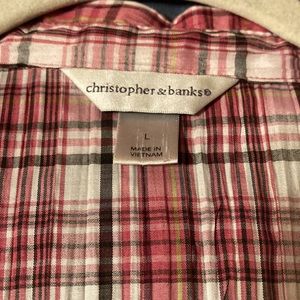 christopher & banks®
L
MADE IN
VIETNAM